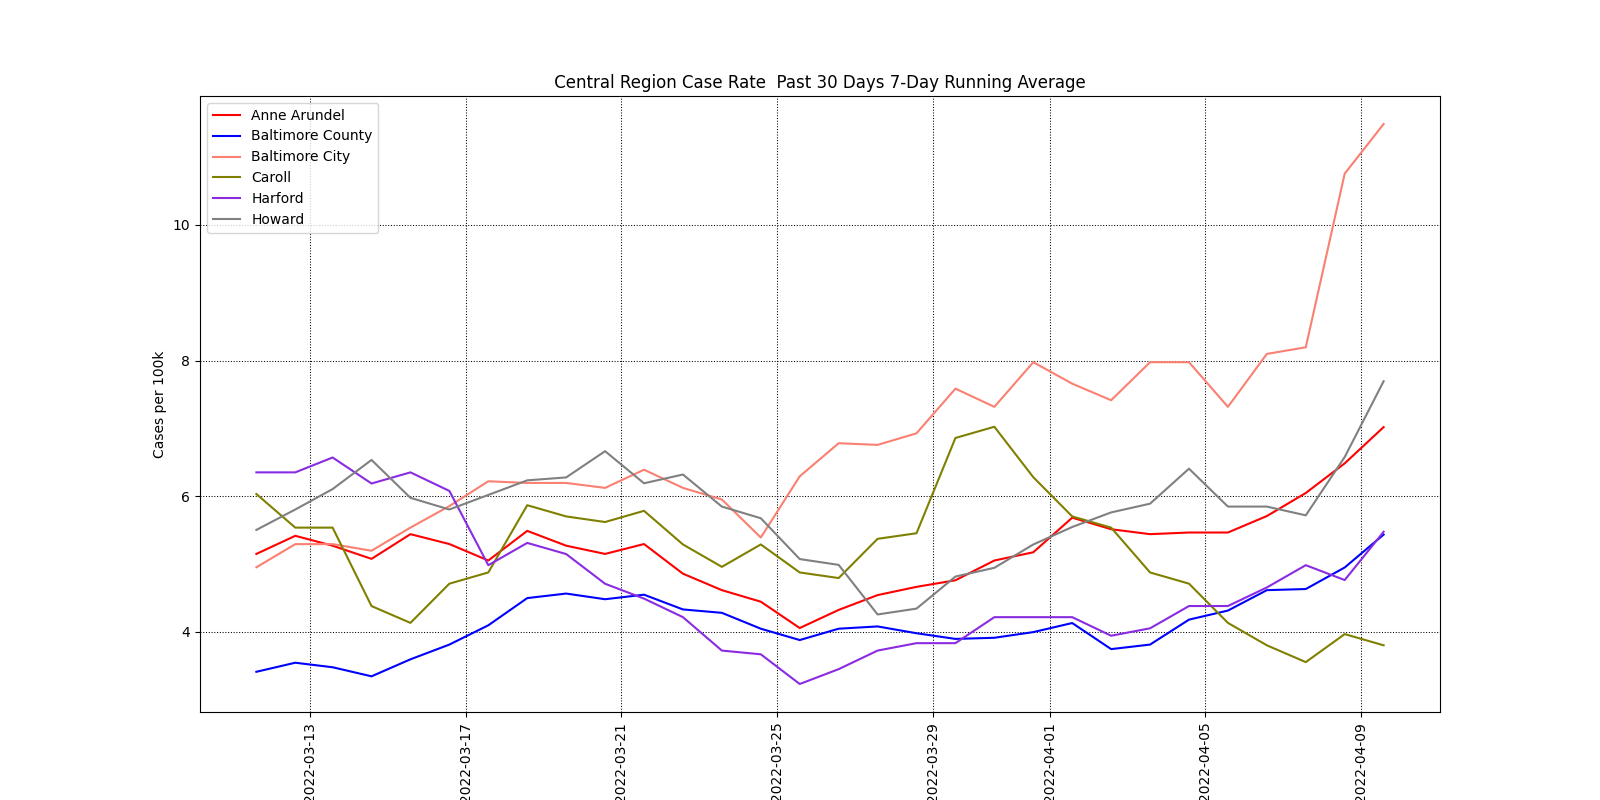 Central Region Case Rate  Past 30 Days 7-Day Running Average
Anne Arundel
Baltimore County
Baltimore City
Caroll
Harford
Howard
Cases per 100k
10
8
6
4
2022-03-13
2022-03-17
2022-03-21
2022-03-25
2022-03-29
2022-04-01
2022-04-05
2022-04-09